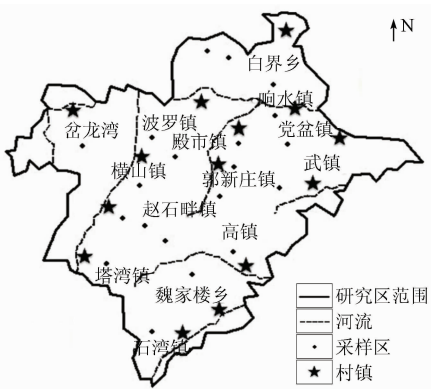 N
白界乡
响水镇
岔龙湾
波罗镇
党岔镇
殿市镇
武镇
横山镇
郭新庄镇
赵石畔镇
高镇
塔湾镇
魏家楼乡
石湾镇
研究区范围
河流
采样区
村镇